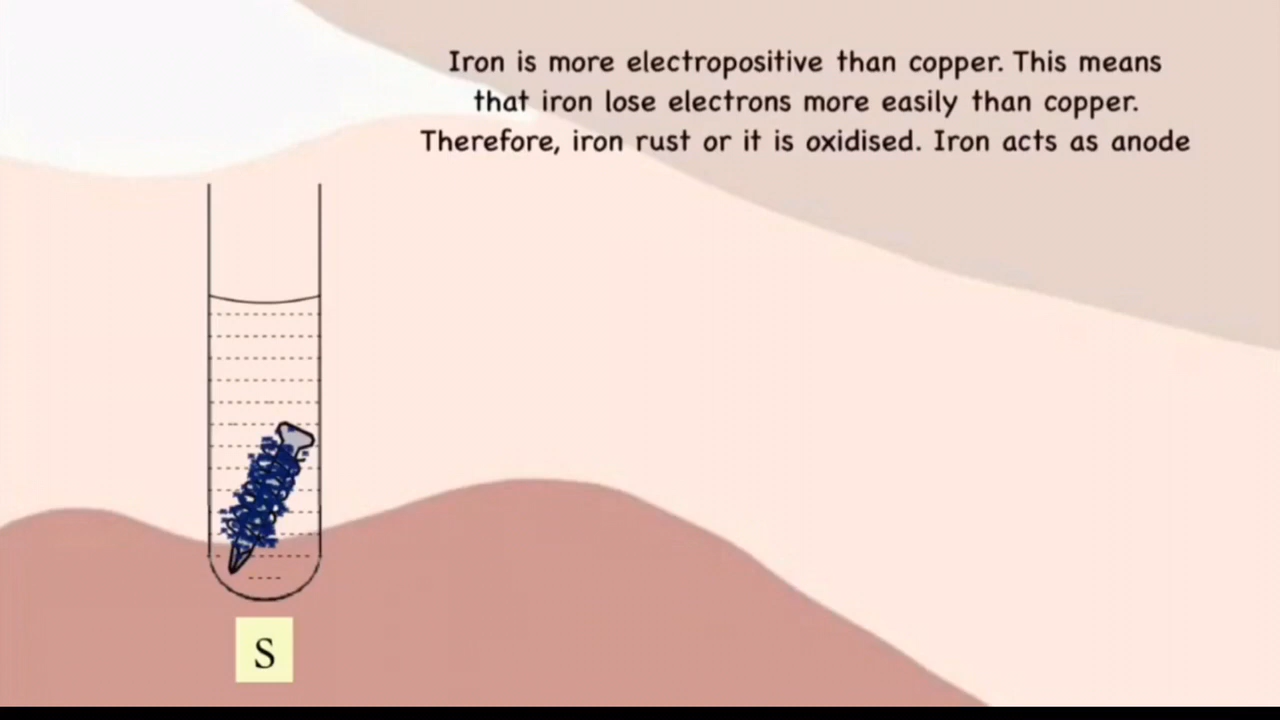 Iron is more electropositive than copper. This means
that iron lose electrons more easily than copper.
Therefore, iron rust or it is oxidised. Iron acts as anode
S